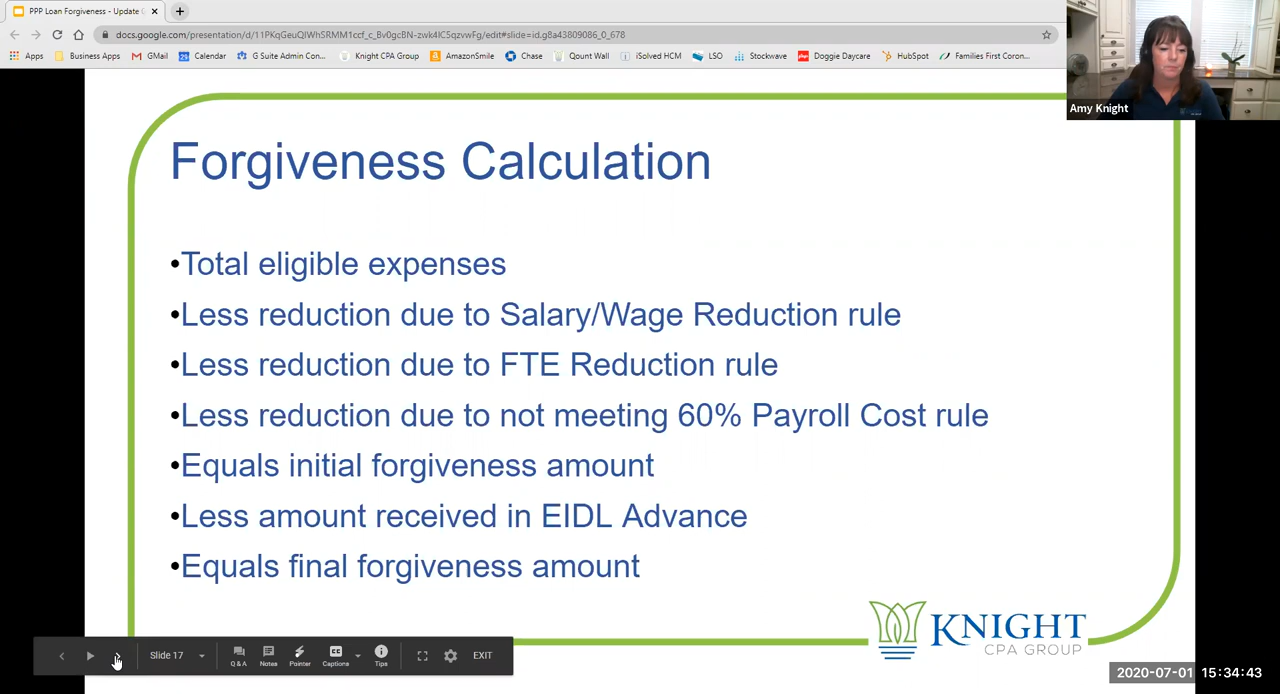 PPP Loan Forgiveness - Update
docs.google.com/presentation/d/11PKqGeuQIWhSRMM1ccf_c_Bv0gcBN-zwk4IC5qzvwFg/edit#slide=id.g8a43809086_0_678
Apps Business Apps GMail Calendar G Suite Admin Con... Knight CPA Group AmazonSmile Chase Qount Wall iSolved HCM LSO Stockwave Doggie Daycare HubSpot Families First Coron...
Amy Knight
Forgiveness Calculation
•Total eligible expenses
•Less reduction due to Salary/Wage Reduction rule
•Less reduction due to FTE Reduction rule
•Less reduction due to not meeting 60% Payroll Cost rule
•Equals initial forgiveness amount
•Less amount received in EIDL Advance
•Equals final forgiveness amount
KNIGHT
CPA GROUP
Slide 17 Q & A Notes Pointer Captions Tips EXIT
2020-07-01 15:34:43